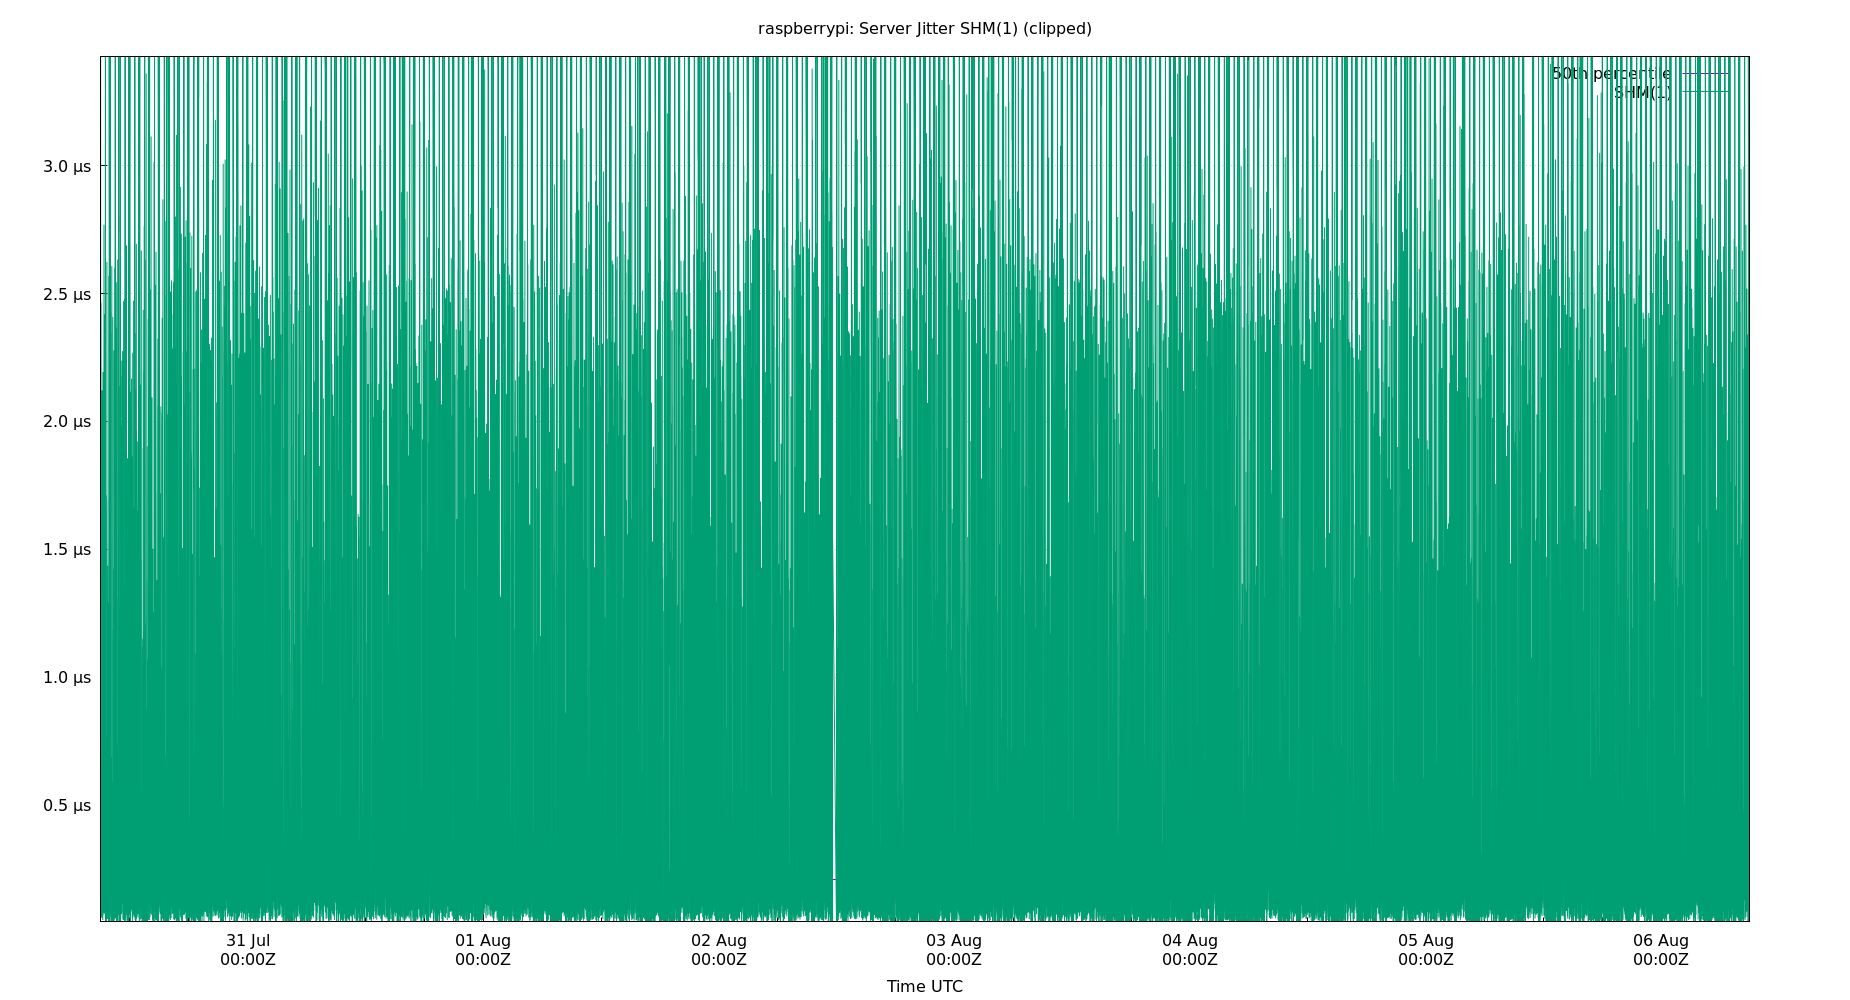 raspberrypi: Server Jitter SHM(1) (clipped)
50th percentile
SHM(1)
3.0 µs
2.5 µs
2.0 µs
1.5 µs
1.0 µs
0.5 µs
31 Jul 01 Aug 02 Aug 03 Aug 04 Aug 05 Aug 06 Aug
00:00Z 00:00Z 00:00Z 00:00Z 00:00Z 00:00Z 00:00Z
Time UTC